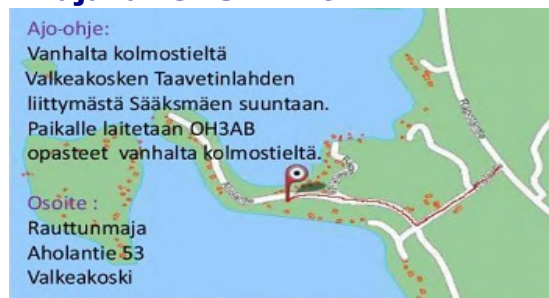 Ajo-ohje:
Vanhalta kolmostieltä
Valkeakosken Taavetinlahden
liittymästä Sääksmäen suuntaan.
Paikalle laitetaan OH3AB
opasteet vanhalta kolmostieltä.
Osoite :
Rauttunmaja
Aholantie 53
Valkeakoski